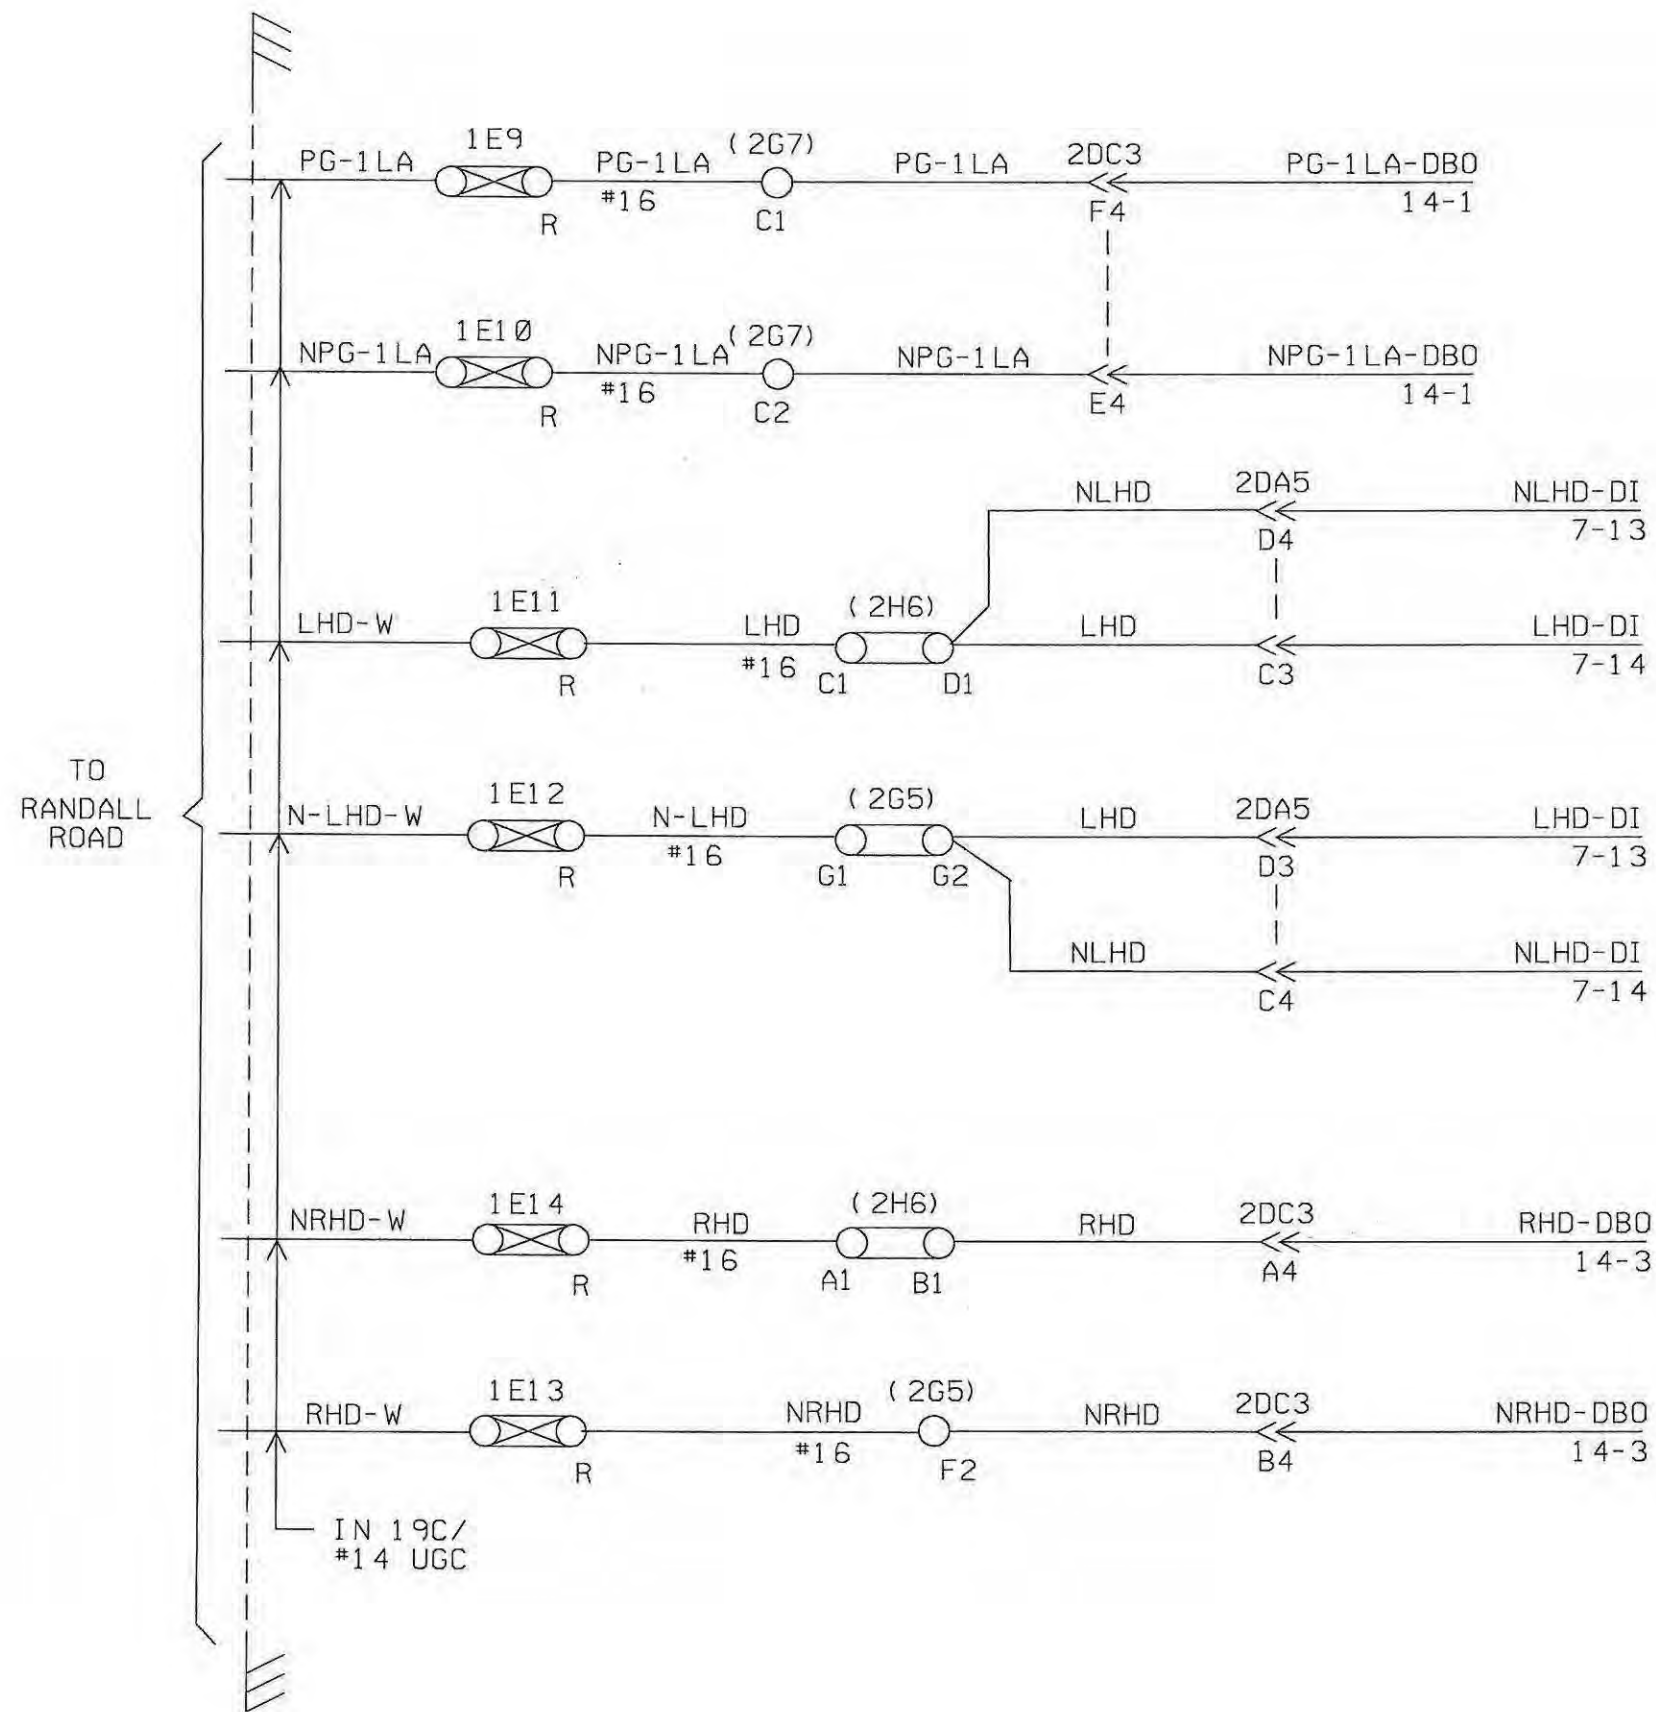 1E9 (2G7) 2DC3
PG-1LA PG-1LA PG-1LA PG-1LA-DBO
#16 F4 14-1
R C1
1E10 (2G7)
NPG-1LA NPG-1LA NPG-1LA NPG-1LA-DBO
#16 E4 14-1
R C2
NLHD 2DA5 NLHD-DI
D4 7-13
1E11 (2H6)
LHD-W LHD LHD LHD-DI
#16 C3 7-14
R C1 D1
TO
RANDALL
ROAD
1E12 (2G5) 2DA5
N-LHD-W N-LHD LHD LHD-DI
#16 D3 7-13
R G1 G2
NLHD NLHD-DI
C4 7-14
1E14 (2H6) 2DC3
NRHD-W RHD RHD RHD-DBO
#16 A4 14-3
R A1 B1
1E13 (2G5) 2DC3
RHD-W NRHD NRHD NRHD-DBO
#16 B4 14-3
R F2
IN 19C/
#14 UGC